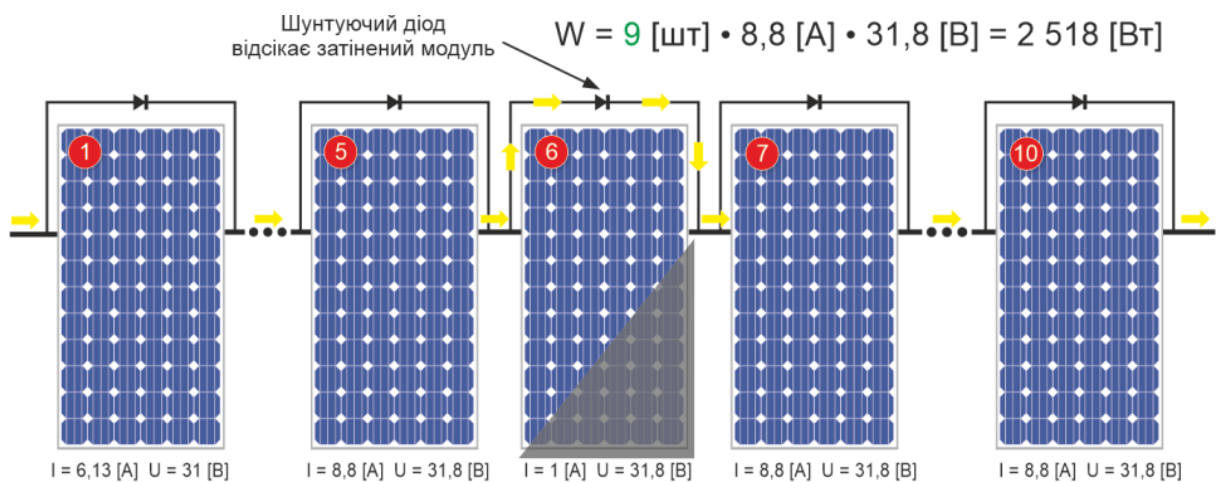 Шунтуючий діод
відсікає затінений модуль
W = 9 [шт] • 8,8 [A] • 31,8 [B] = 2 518 [Вт]
1
5
6
7
10
I = 6,13 [A] U = 31 [B]
I = 8,8 [A] U = 31,8 [B]
I = 1 [A] U = 31,8 [B]
I = 8,8 [A] U = 31,8 [B]
I = 8,8 [A] U = 31,8 [B]